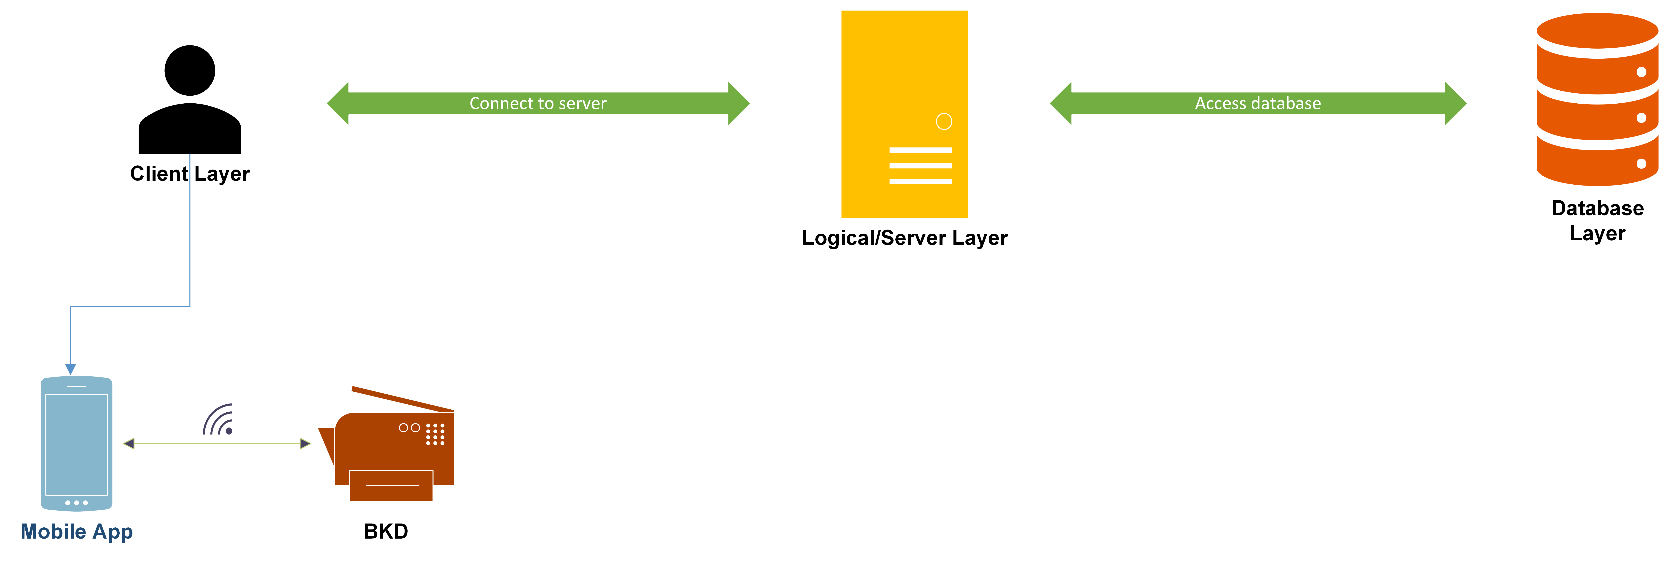 Connect to server
Access database
Client Layer
Logical/Server Layer
Database
Layer
Mobile App
BKD